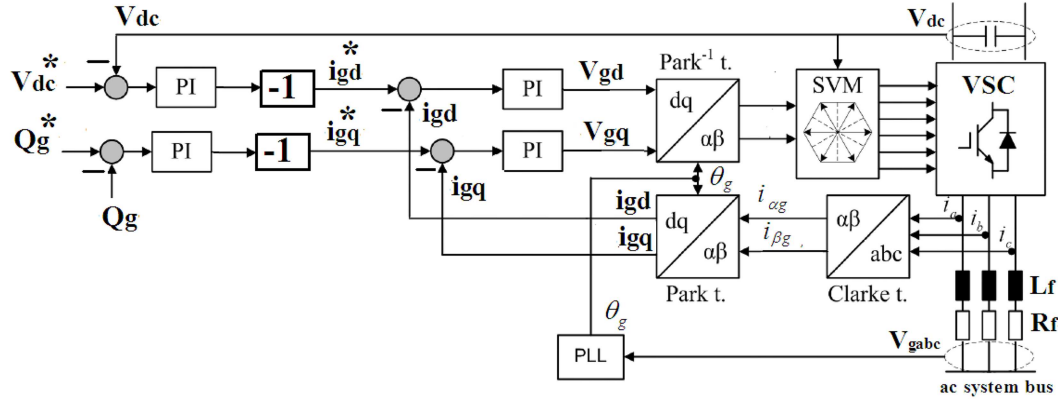 Vdc
Vdc
Vdc*
−
PI
-1
igd*
−
igd
PI
Vgd
Park⁻¹ t.
dq
αβ
SVM
VSC
Qg*
−
PI
-1
igq*
−
igq
PI
Vgq
Qg
θg
igd
igq
dq
αβ
Park t.
iαg
iβg
αβ
abc
Clarke t.
ia
ib
ic
Lf
Rf
θg
PLL
Vgabc
ac system bus